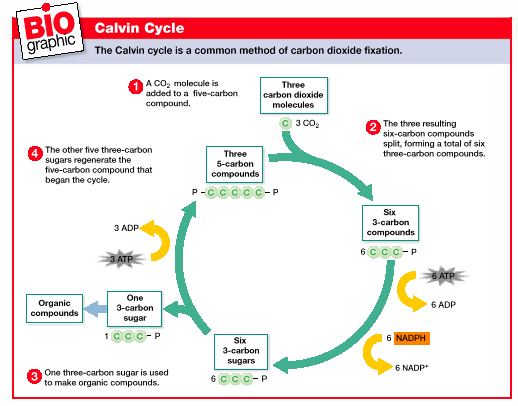 BIO
graphic
Calvin Cycle
The Calvin cycle is a common method of carbon dioxide fixation.
1 A CO₂ molecule is
added to a five-carbon
compound.
Three
carbon dioxide
molecules
C 3 CO₂
2 The three resulting
six-carbon compounds
split, forming a total of six
three-carbon compounds.
4 The other five three-carbon
sugars regenerate the
five-carbon compound that
began the cycle.
Three
5-carbon
compounds
P - C C C C C - P
Six
3-carbon
compounds
6 C C C - P
3 ADP
3 ATP
6 ATP
6 ADP
Organic
compounds
One
3-carbon
sugar
1 C C C - P
Six
3-carbon
sugars
6 C C C - P
6 NADPH
6 NADP⁺
3 One three-carbon sugar is used
to make organic compounds.